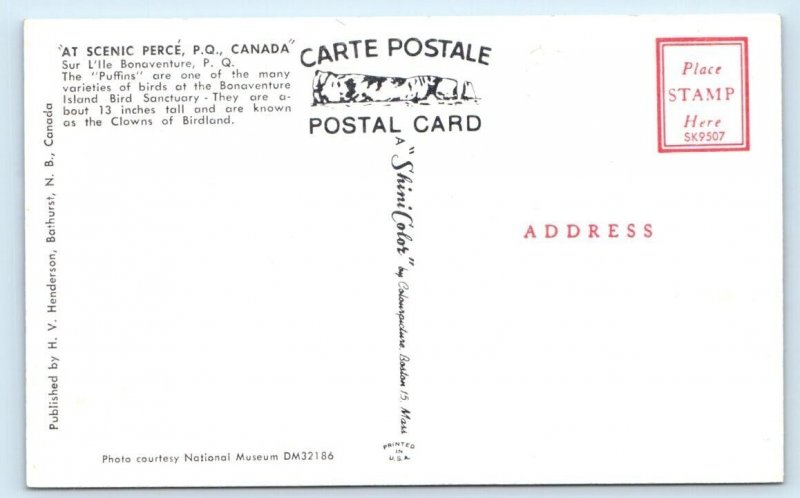 "AT SCENIC PERCÉ, P.Q., CANADA"
Sur L'Ile Bonaventure, P. Q.
The "Puffins" are one of the many
varieties of birds at the Bonaventure
Island Bird Sanctuary - They are a-
bout 13 inches tall and are known
as the Clowns of Birdland.
CARTE POSTALE
POSTAL CARD
Place
STAMP
Here
SK9507
ADDRESS
A "Shini Color" by Colourpicture, Boston 15, Mass
PRINTED
IN
U.S.A.
Published by H. V. Henderson, Bathurst, N. B., Canada
Photo courtesy National Museum DM32186